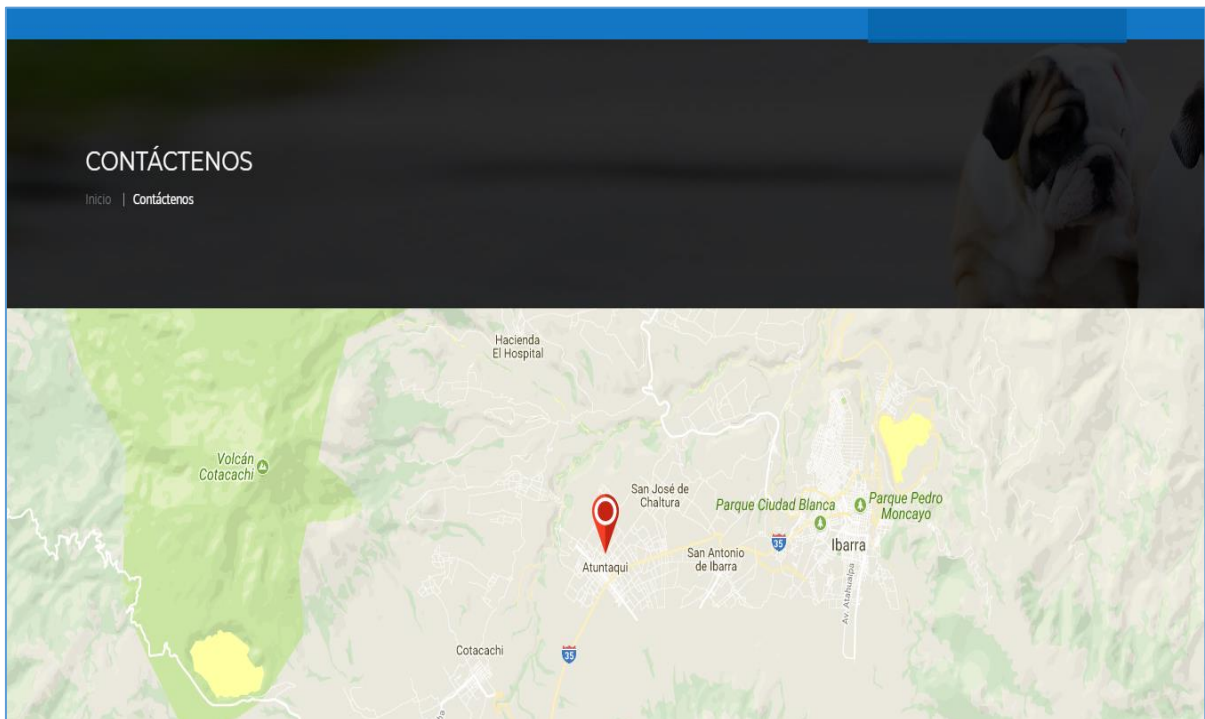 CONTÁCTENOS
Inicio | Contáctenos
Hacienda
El Hospital
Volcán
Cotacachi
San José de
Chaltura
Parque Ciudad Blanca
Parque Pedro
Moncayo
35
Ibarra
San Antonio
de Ibarra
Atuntaqui
Av. Atahualpa
Cotacachi
35